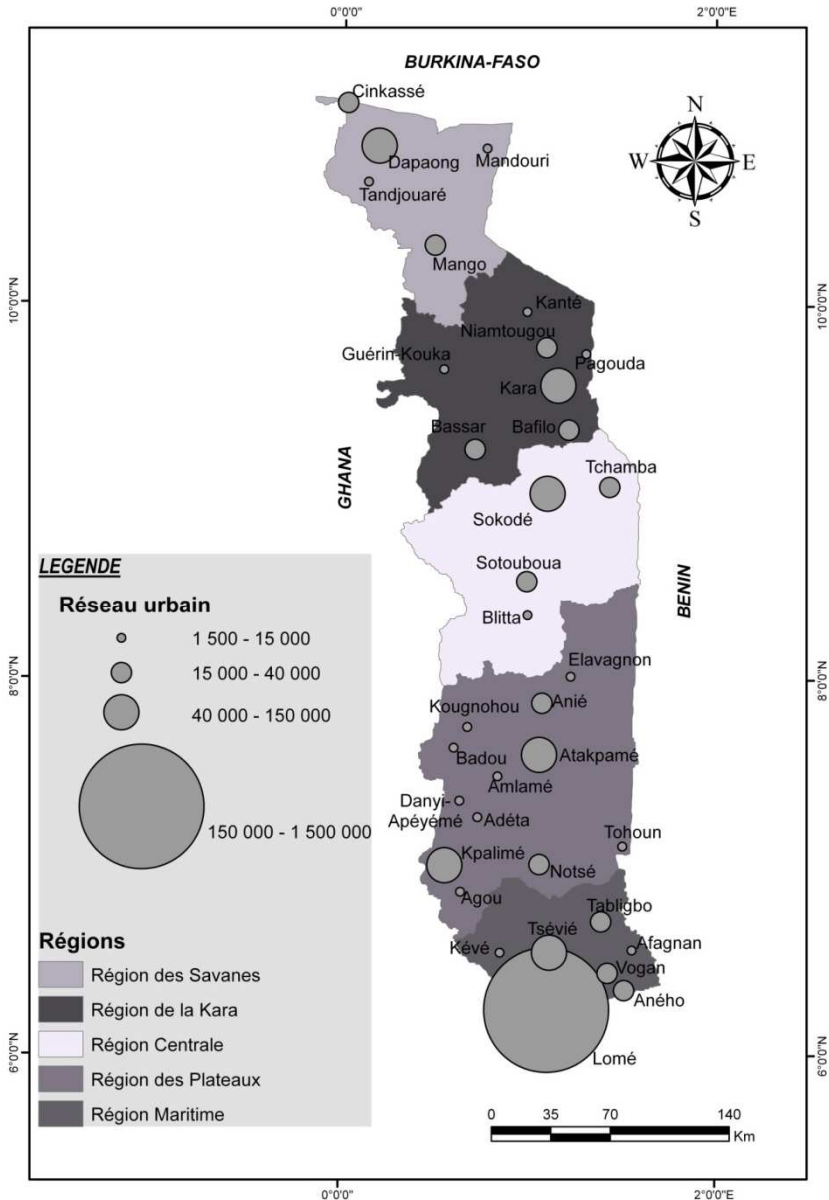 0°0'0"
2°0'0"E
BURKINA-FASO
Cinkassé
N
W
E
S
Dapaong
Mandouri
Tandjouaré
Mango
10°0'0"N
10°0'0"N
Kanté
Niamtougou
Guérin-Kouka
Pagouda
Kara
Bassar
Bafilo
GHANA
Tchamba
Sokodé
Sotouboua
BENIN
Blitta
Elavagnon
8°0'0"N
8°0'0"N
Kougnohou
Anié
Badou
Atakpamé
Amlamé
Danyi-
Apéyémé
Adéta
Tohoun
Kpalimé
Notsé
Agou
Tabligbo
Tsévié
Kévé
Afagnan
Vogan
Aného
Lomé
6°0'0"N
6°0'0"N
LEGENDE
Réseau urbain
1 500 - 15 000
15 000 - 40 000
40 000 - 150 000
150 000 - 1 500 000
Régions
Région des Savanes
Région de la Kara
Région Centrale
Région des Plateaux
Région Maritime
0 35 70 140
Km
0°0'0"
2°0'0"E